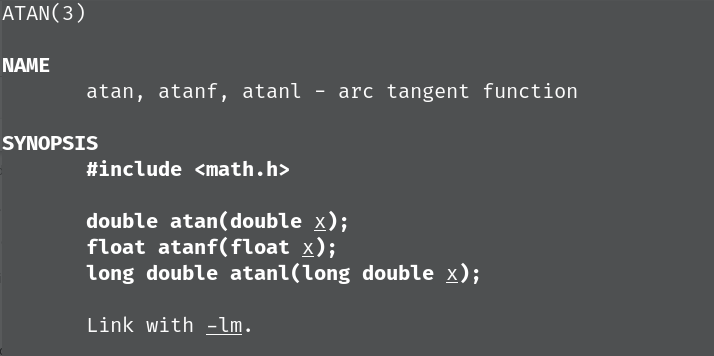 ATAN(3)
NAME
atan, atanf, atanl - arc tangent function
SYNOPSIS
#include <math.h>
double atan(double x);
float atanf(float x);
long double atanl(long double x);
Link with -lm.